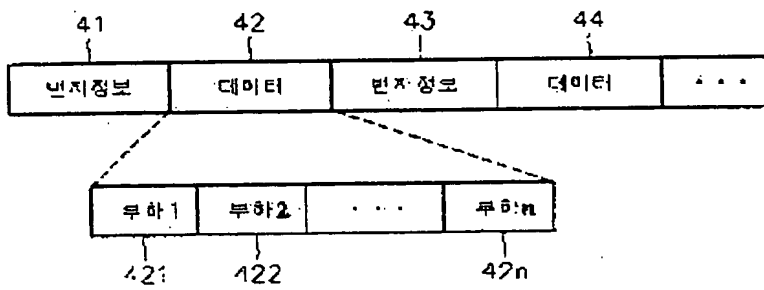 41 42 43 44
번지정보 데이터 번지정보 데이터 ...
부하1 부하2 ... 부하n
421 422 42n